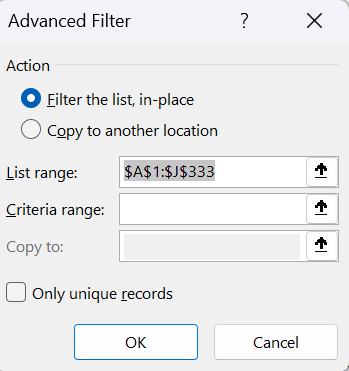 Advanced Filter ?
Action
Filter the list, in-place
Copy to another location
List range: $A$1:$J$333
Criteria range:
Copy to:
Only unique records
OK Cancel